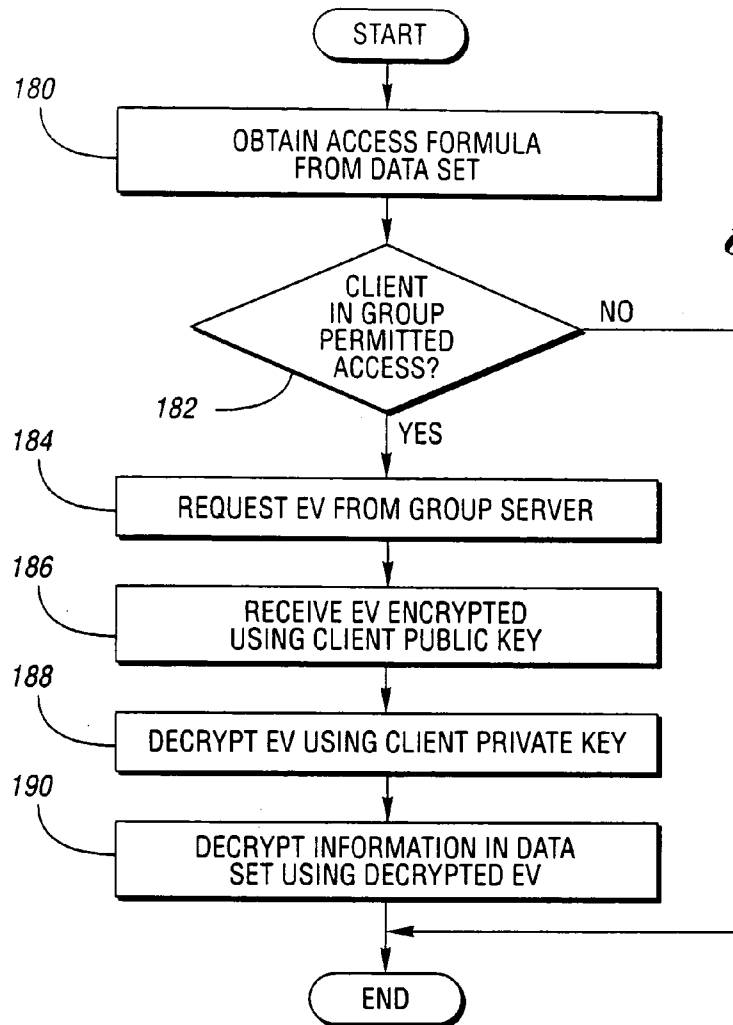 START
180
OBTAIN ACCESS FORMULA
FROM DATA SET
CLIENT
IN GROUP
PERMITTED
ACCESS?
NO
182
YES
184
REQUEST EV FROM GROUP SERVER
186
RECEIVE EV ENCRYPTED
USING CLIENT PUBLIC KEY
188
DECRYPT EV USING CLIENT PRIVATE KEY
190
DECRYPT INFORMATION IN DATA
SET USING DECRYPTED EV
END